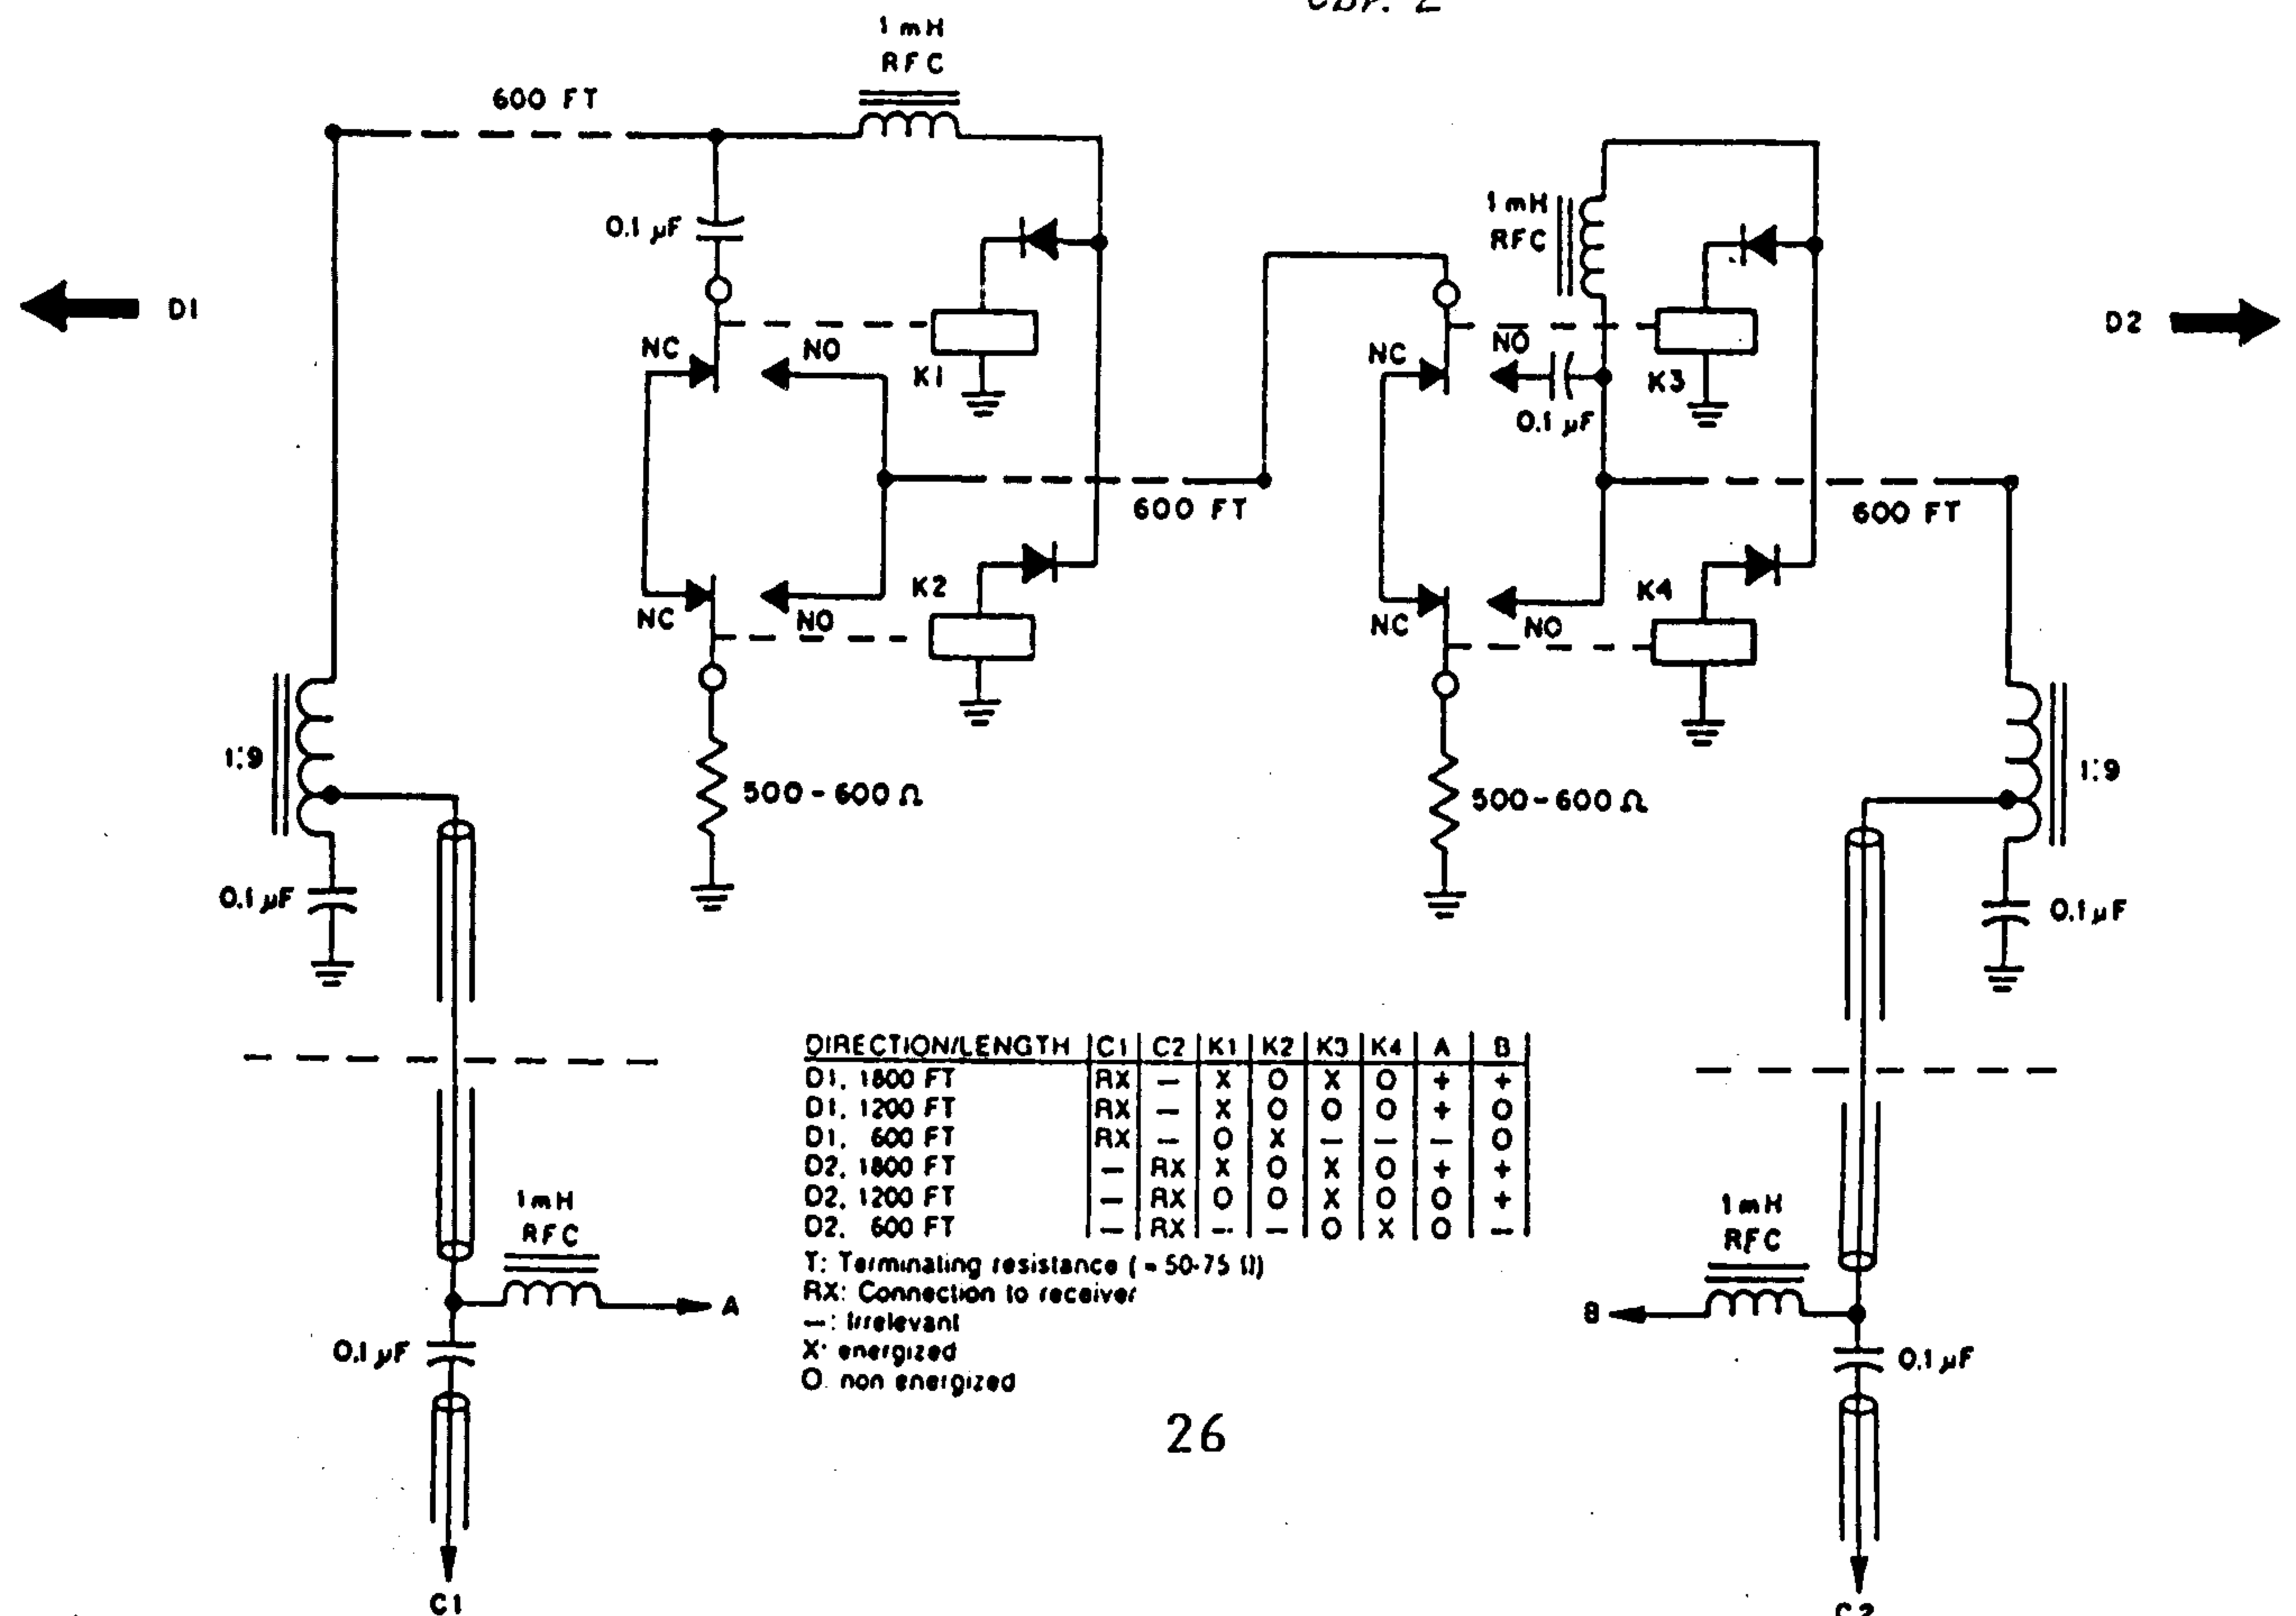 1 mH
RFC
600 FT
0.1 µF
1 mH
RFC
D1
D2
NC
NO
K1
NC
NO
K3
0.1 µF
600 FT
600 FT
K2
NC
NO
K4
NC
NO
1:9
500-600 Ω
500-600 Ω
1:9
0.1 µF
0.1 µF
DIRECTION/LENGTH C1 C2 K1 K2 K3 K4 A B
D1, 1800 FT RX — X O X O + +
D1, 1200 FT RX — X O O O + O
D1, 600 FT RX — O X — — — O
D2, 1800 FT — RX X O X O + +
D2, 1200 FT — RX O O X O O +
D2, 600 FT — RX — — O X O —
T: Terminating resistance (= 50-75 Ω)
RX: Connection to receiver
—: Irrelevant
X: energized
O: non energized
1 mH
RFC
A
0.1 µF
1 mH
RFC
B
0.1 µF
26
C1
C2